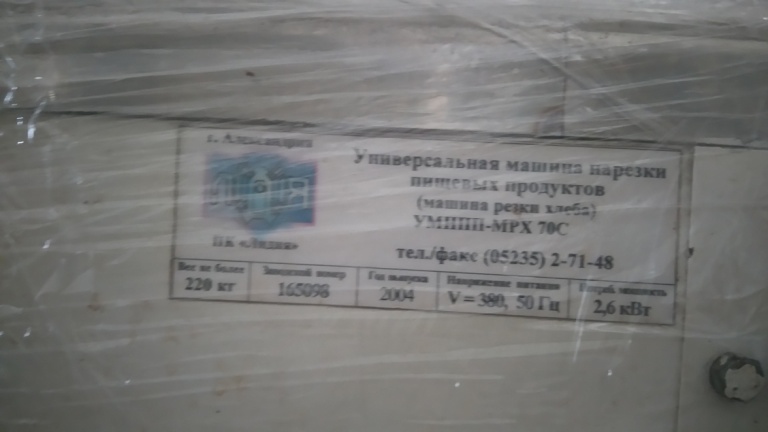 г. Александрия
ЛИДІЯ
ПК «Лидия»
Универсальная машина нарезки
пищевых продуктов
(машина резки хлеба)
УМНПП-МРХ 70С
тел./факс (05235) 2-71-48
Вес не более
220 кг
Заводской номер
165098
Год выпуска
2004
Напряжение питания
V = 380, 50 Гц
Потреб. мощность
2,6 кВт